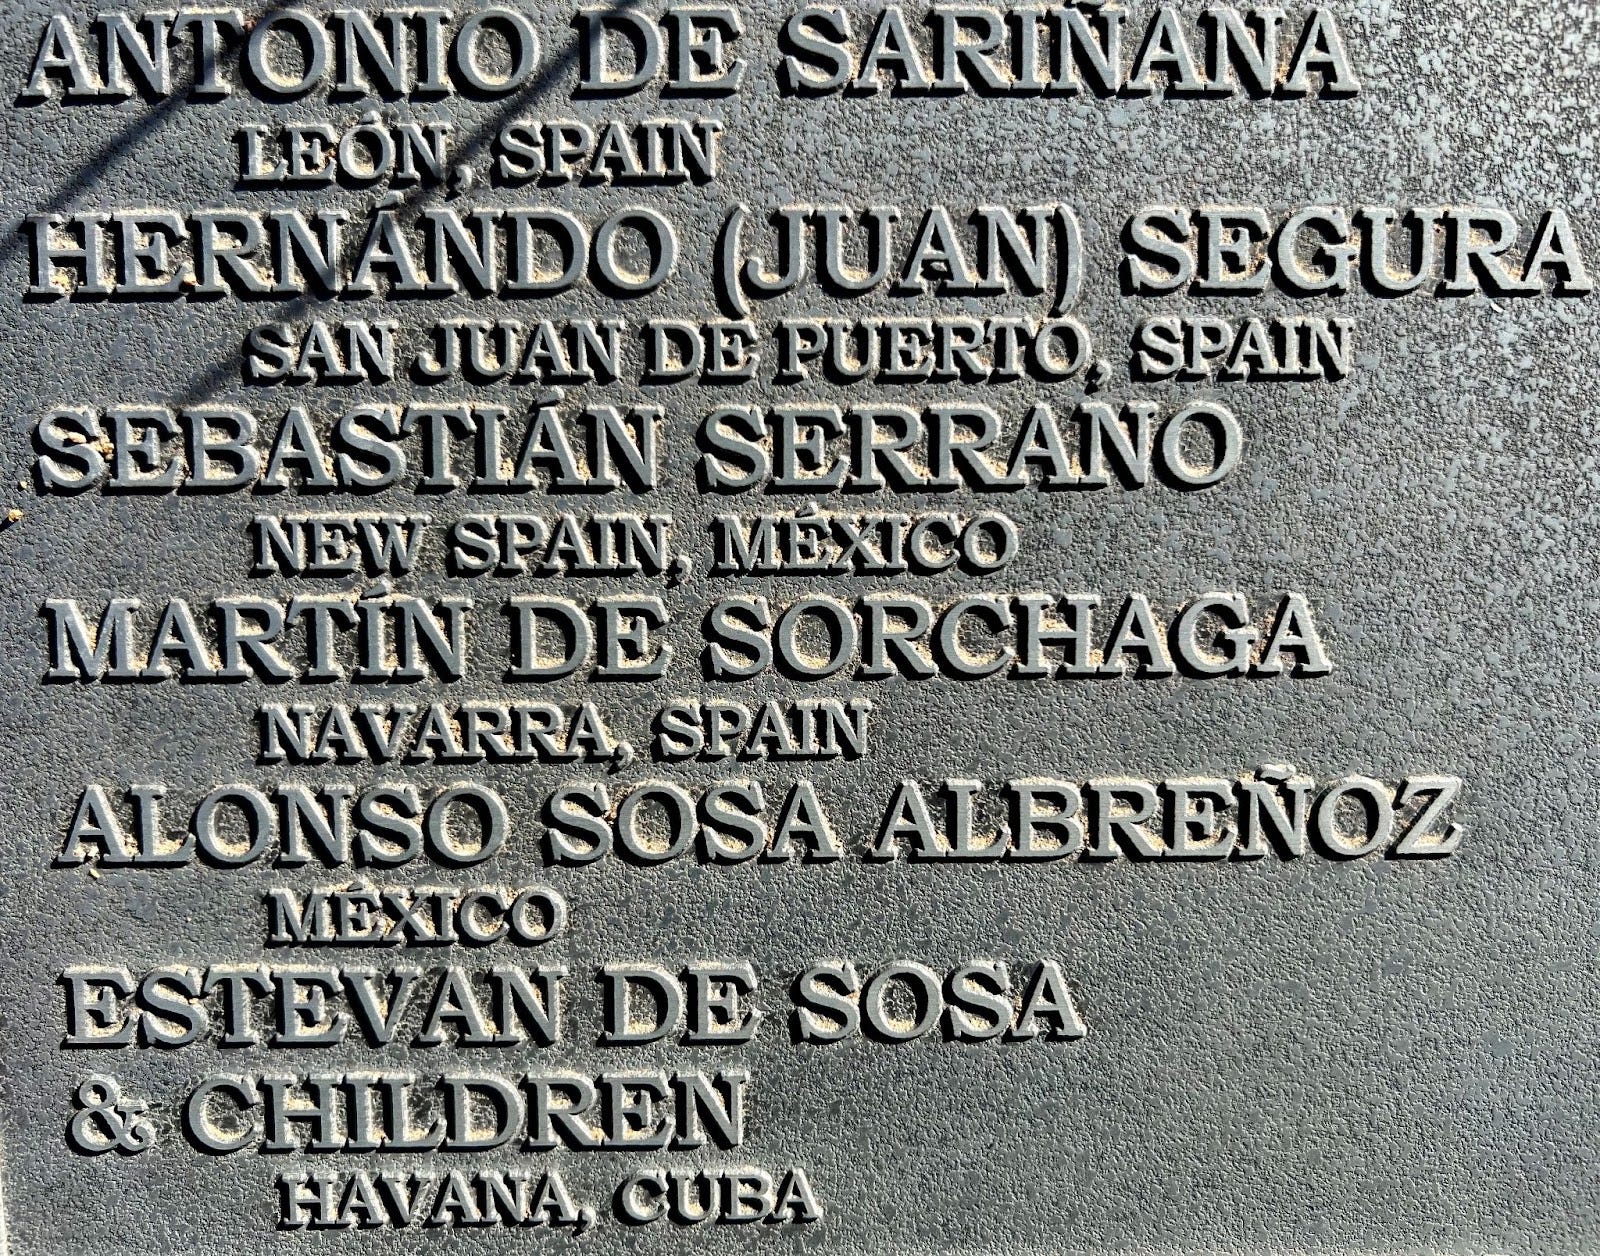 ANTONIO DE SARIÑANA
LEÓN, SPAIN
HERNÁNDO (JUAN) SEGURA
SAN JUAN DE PUERTO, SPAIN
SEBASTIÁN SERRANO
NEW SPAIN, MÉXICO
MARTÍN DE SORCHAGA
NAVARRA, SPAIN
ALONSO SOSA ALBREÑOZ
MÉXICO
ESTEVAN DE SOSA
& CHILDREN
HAVANA, CUBA